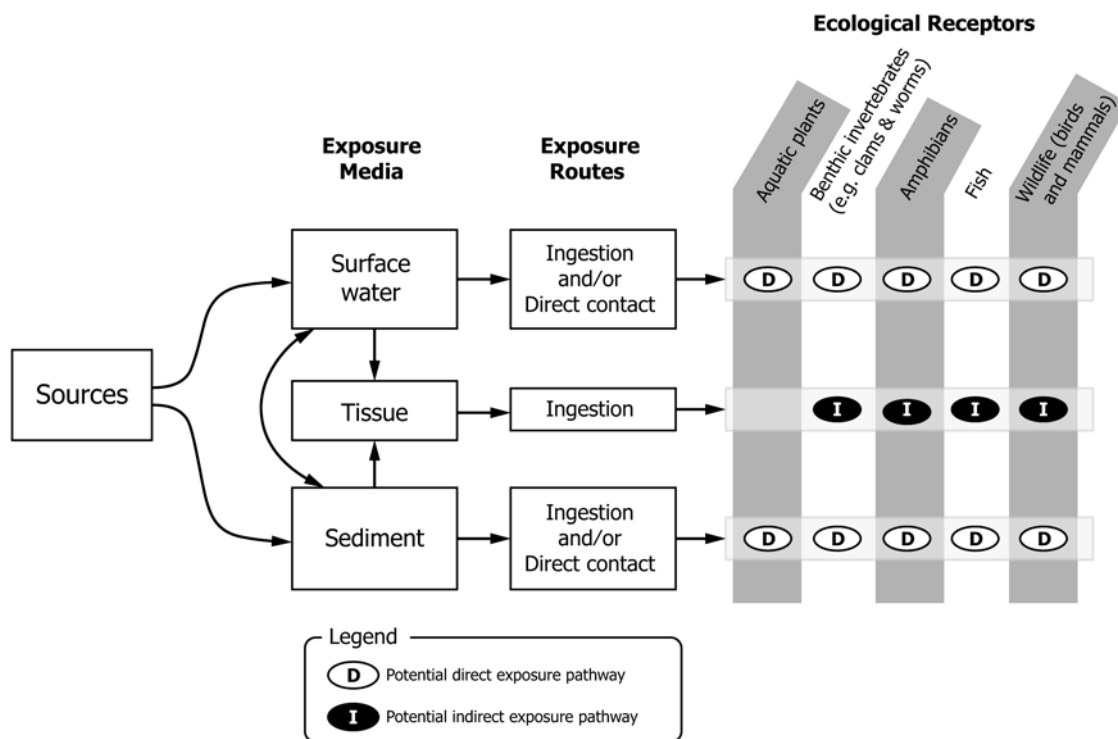 Ecological Receptors
Aquatic plants
Benthic invertebrates
(e.g. clams & worms)
Amphibians
Fish
Wildlife (birds
and mammals)
Exposure
Media
Exposure
Routes
Surface
water
Ingestion
and/or
Direct contact
D D D D D
Sources
Tissue
Ingestion
I I I I
Sediment
Ingestion
and/or
Direct contact
D D D D D
Legend
D Potential direct exposure pathway
I Potential indirect exposure pathway